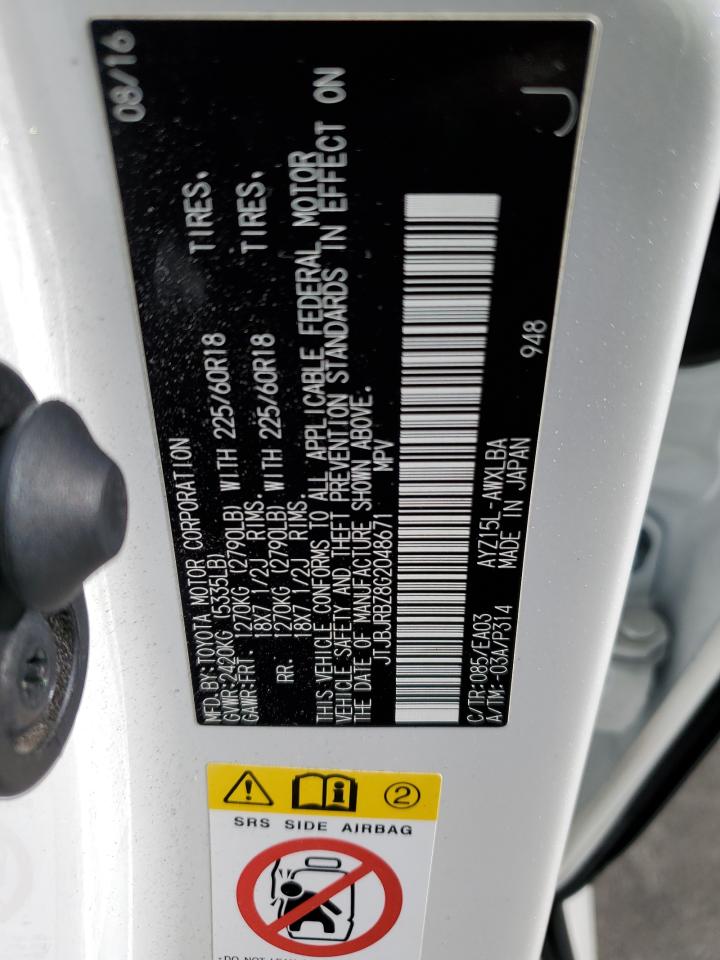 MFD. BY: TOYOTA MOTOR CORPORATION 08/16
GVWR: 2420KG (5335LB)
GAWR: FRT. 1270KG (2790LB) WITH 225/60R18 TIRES.
18X7 1/2J RIMS.
RR. 1270KG (2790LB) WITH 225/60R18 TIRES.
18X7 1/2J RIMS.
THIS VEHICLE CONFORMS TO ALL APPLICABLE FEDERAL MOTOR
VEHICLE SAFETY AND THEFT PREVENTION STANDARDS IN EFFECT ON
THE DATE OF MANUFACTURE SHOWN ABOVE.
JTJBJRBZ8G2048671 MPV
C/TR: 085/EA03 AYZ15L-AWXLBA 948
A/TM: -03A/P314 MADE IN JAPAN
J
2
SRS SIDE AIRBAG